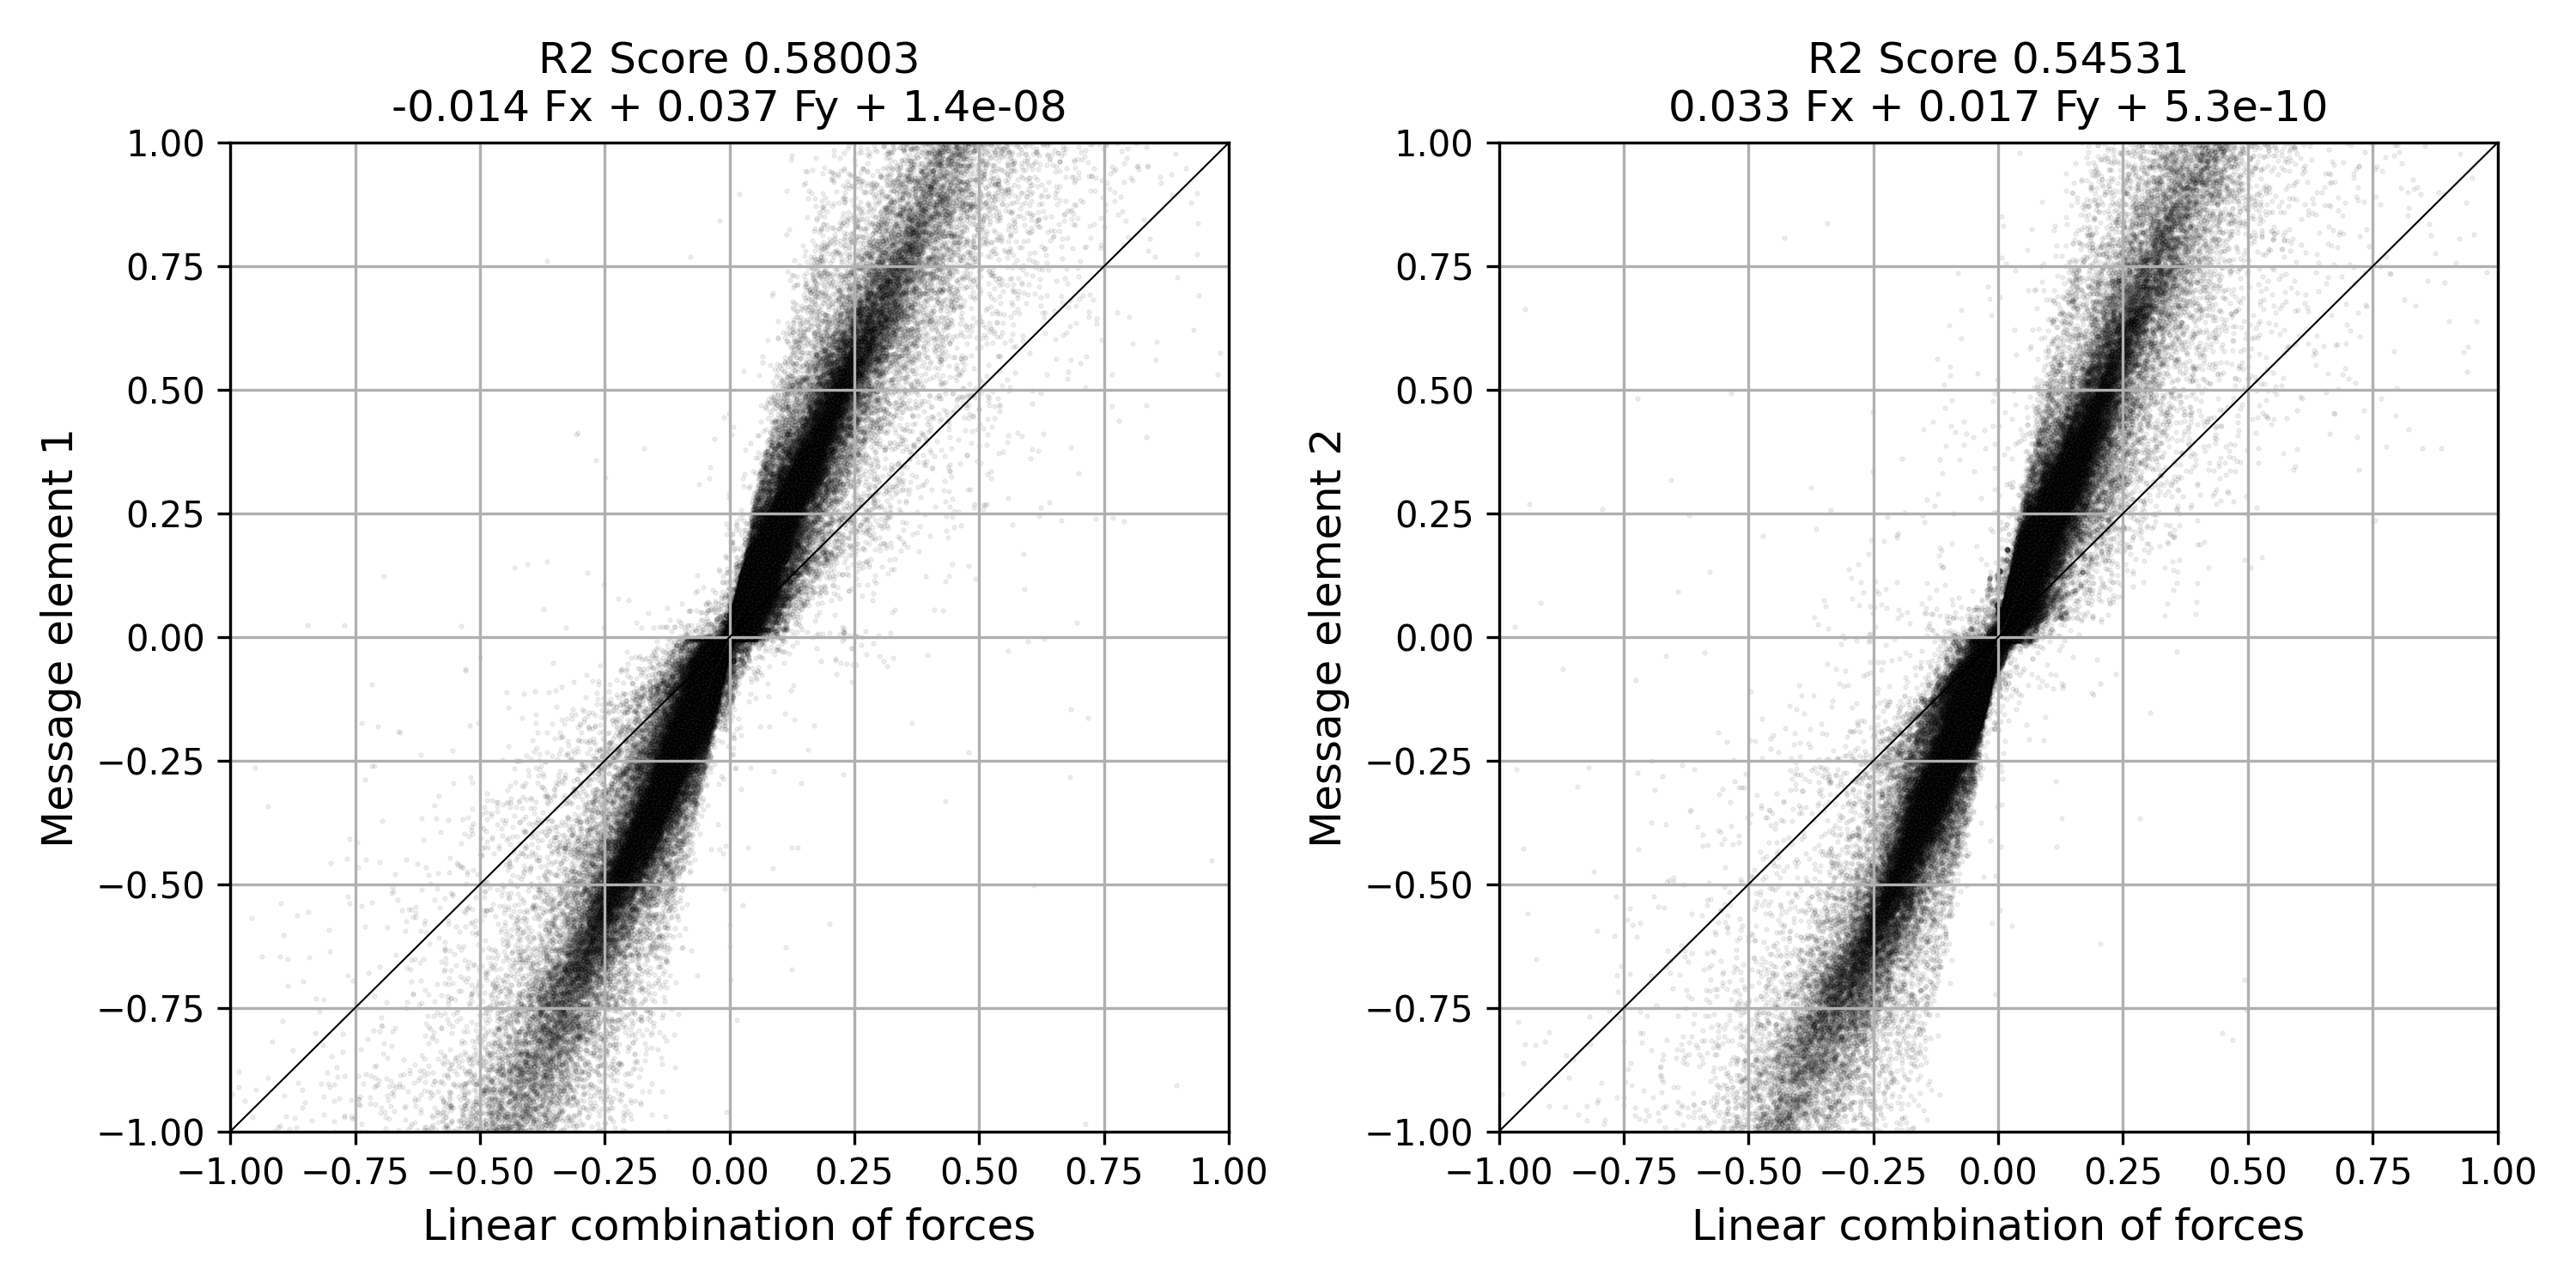 R2 Score 0.58003
-0.014 Fx + 0.037 Fy + 1.4e-08
1.00
0.75
0.50
0.25
0.00
−0.25
−0.50
−0.75
−1.00
Message element 1
−1.00 −0.75 −0.50 −0.25 0.00 0.25 0.50 0.75 1.00
Linear combination of forces
R2 Score 0.54531
0.033 Fx + 0.017 Fy + 5.3e-10
1.00
0.75
0.50
0.25
0.00
−0.25
−0.50
−0.75
−1.00
Message element 2
−1.00 −0.75 −0.50 −0.25 0.00 0.25 0.50 0.75 1.00
Linear combination of forces